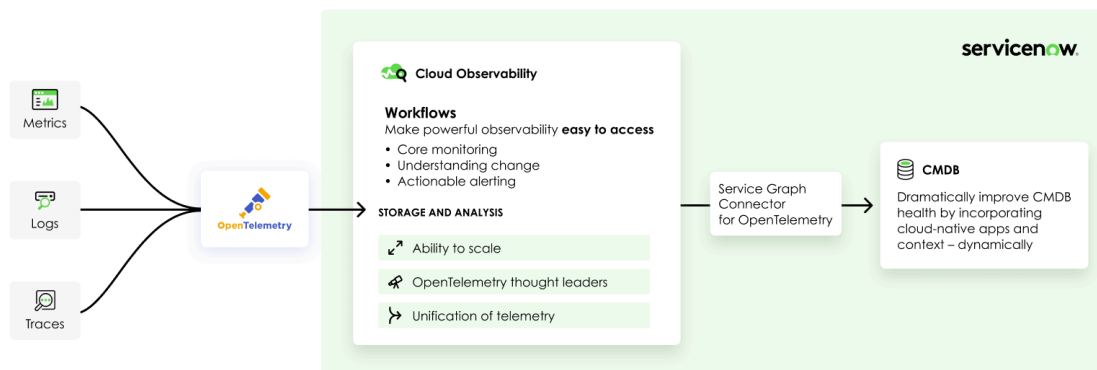 servicenow.
Cloud Observability
Metrics
Workflows
Make powerful observability easy to access
• Core monitoring
• Understanding change
• Actionable alerting
CMDB
Dramatically improve CMDB
health by incorporating
cloud-native apps and
context – dynamically
Service Graph
Connector
for OpenTelemetry
Logs
OpenTelemetry
STORAGE AND ANALYSIS
Ability to scale
OpenTelemetry thought leaders
Unification of telemetry
Traces